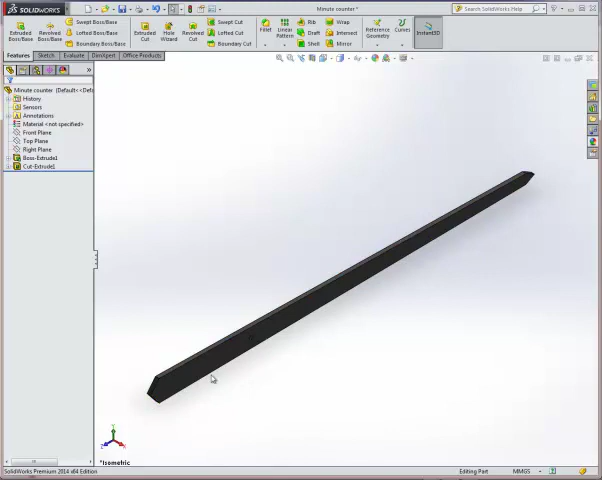 SOLIDWORKS
Minute counter *
Search SolidWorks Help
Extruded Boss/Base
Revolved Boss/Base
Swept Boss/Base
Lofted Boss/Base
Boundary Boss/Base
Extruded Cut
Hole Wizard
Revolved Cut
Swept Cut
Lofted Cut
Boundary Cut
Fillet
Linear Pattern
Rib
Draft
Shell
Wrap
Intersect
Mirror
Reference Geometry
Curves
Instant3D
Features
Sketch
Evaluate
DimXpert
Office Products
Minute counter (Default<<Def
History
Sensors
Annotations
Material <not specified>
Front Plane
Top Plane
Right Plane
Boss-Extrude1
Cut-Extrude1
Y
Z
X
*Isometric
SolidWorks Premium 2014 x64 Edition
Editing Part
MMGS